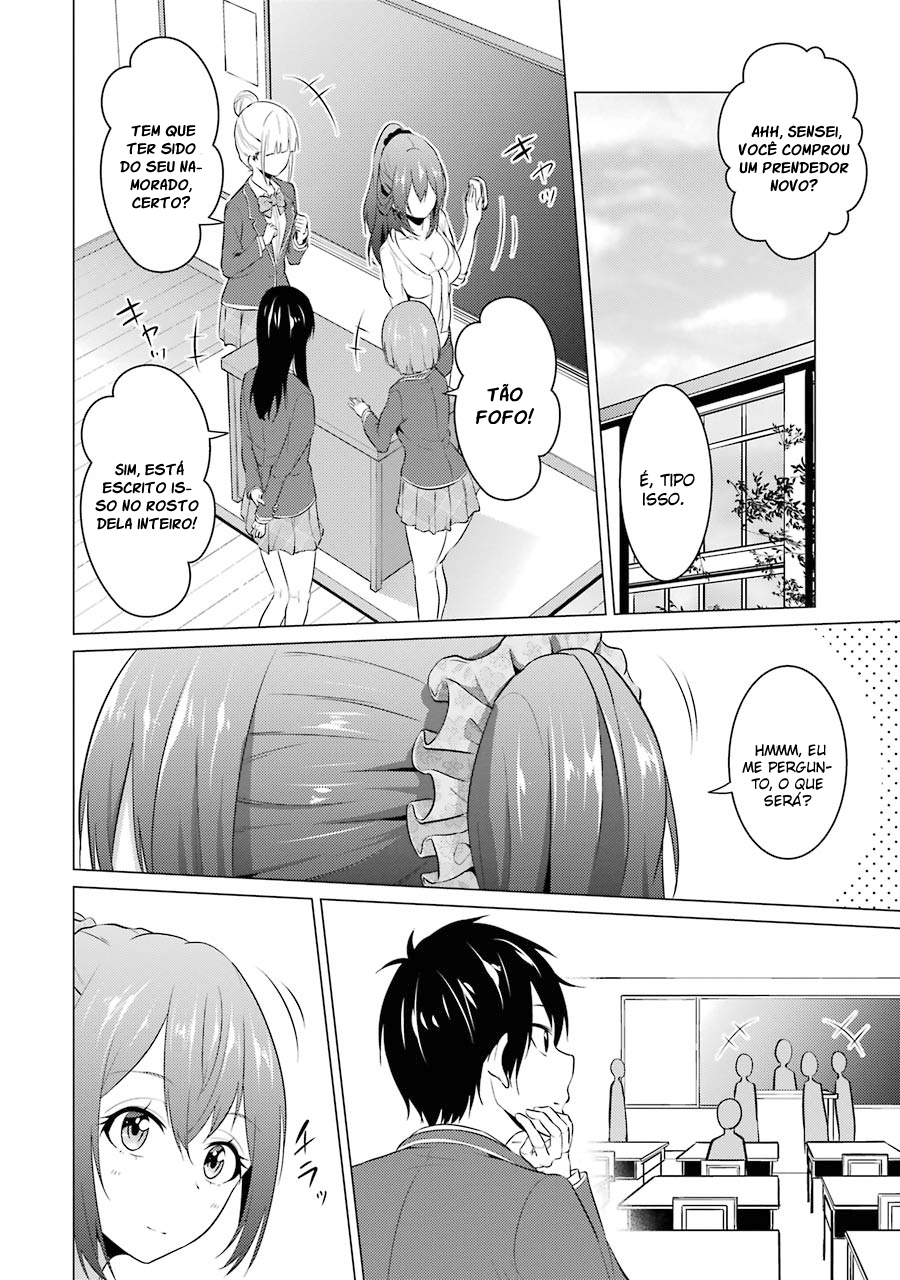 AHH, SENSEI,
VOCÊ COMPROU
UM PRENDEDOR
NOVO?
É, TIPO
ISSO.
TEM QUE
TER SIDO
DO SEU NA-
MORADO,
CERTO?
TÃO
FOFO!
SIM, ESTÁ
ESCRITO IS-
SO NO ROSTO
DELA INTEIRO!
キャッ
キャッ
HMMM, EU
ME PERGUN-
TO, O QUE
SERÁ?